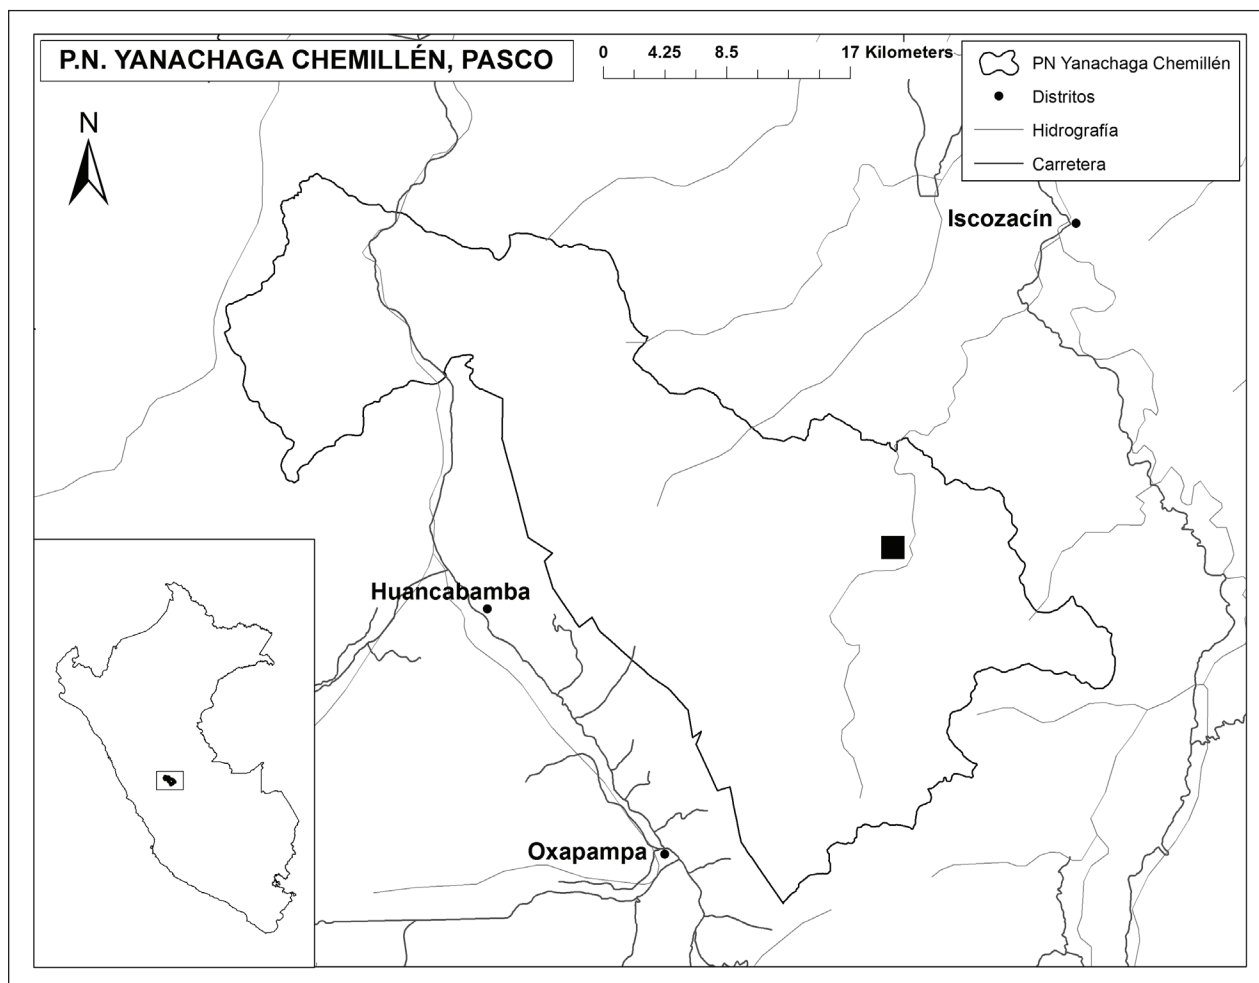 P.N. YANACHAGA CHEMILLÉN, PASCO
0 4.25 8.5 17 Kilometers
PN Yanachaga Chemillén
Distritos
Hidrografía
Carretera
N
Iscozacín
Huancabamba
Oxapampa